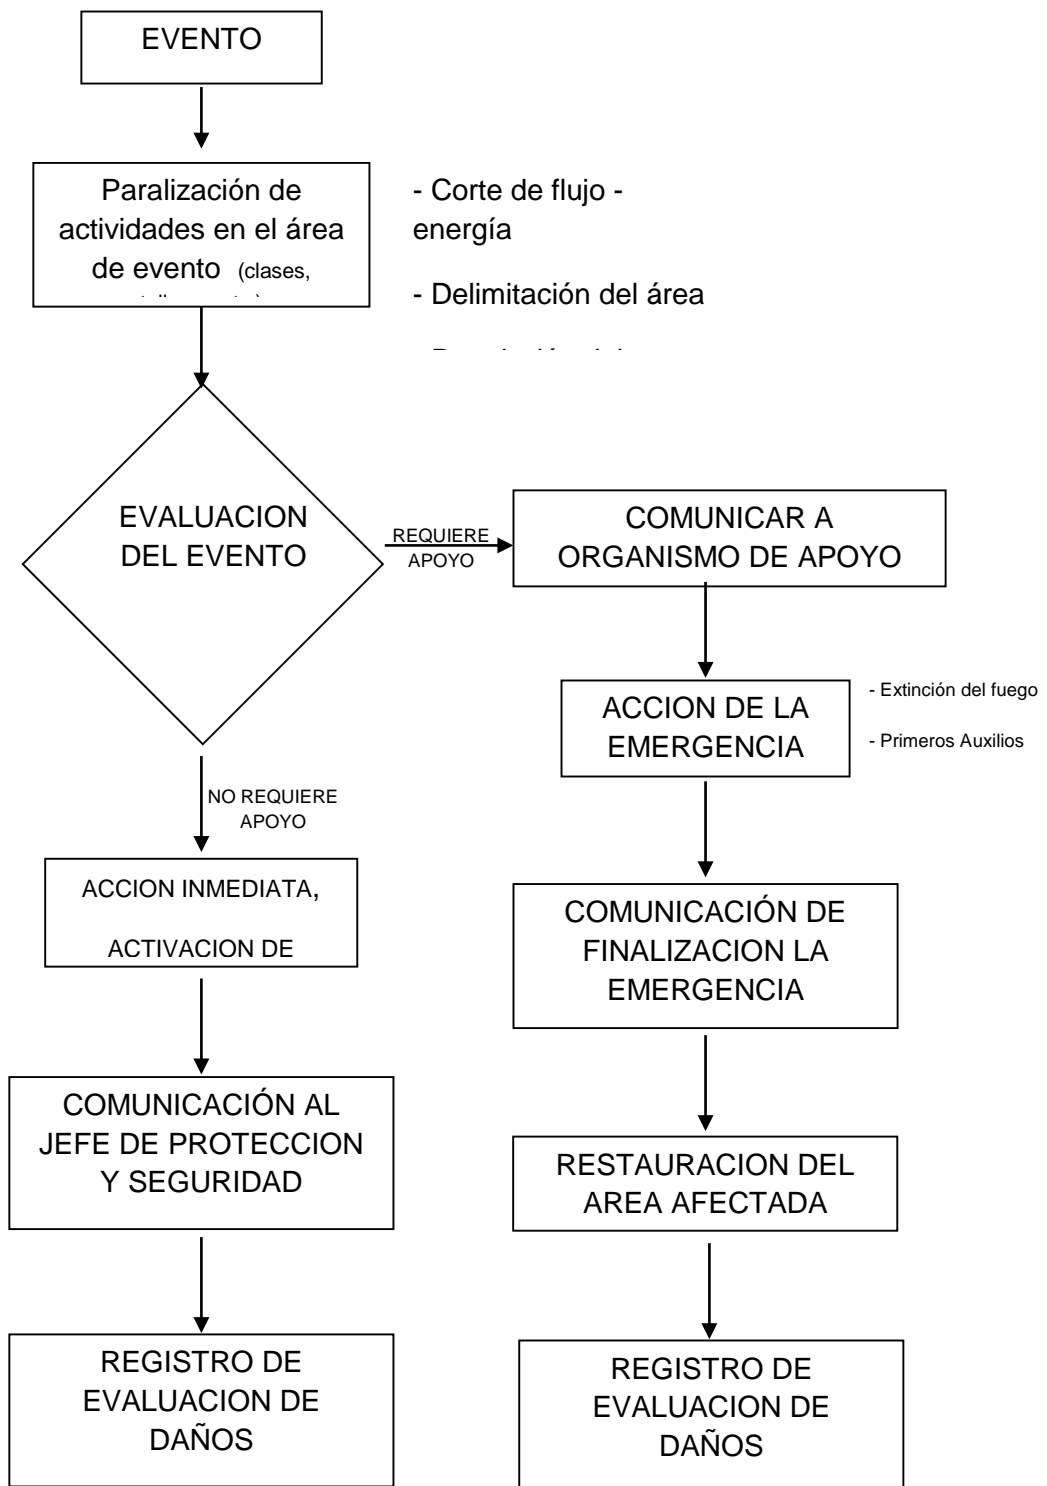 EVENTO
Paralización de
actividades en el área
de evento (clases,
- Corte de flujo -
energía
- Delimitación del área
EVALUACION
DEL EVENTO
REQUIERE
APOYO
COMUNICAR A
ORGANISMO DE APOYO
ACCION DE LA
EMERGENCIA
- Extinción del fuego
- Primeros Auxilios
NO REQUIERE
APOYO
ACCION INMEDIATA,
ACTIVACION DE
COMUNICACIÓN DE
FINALIZACION LA
EMERGENCIA
COMUNICACIÓN AL
JEFE DE PROTECCION
Y SEGURIDAD
RESTAURACION DEL
AREA AFECTADA
REGISTRO DE
EVALUACION DE
DAÑOS
REGISTRO DE
EVALUACION DE
DAÑOS